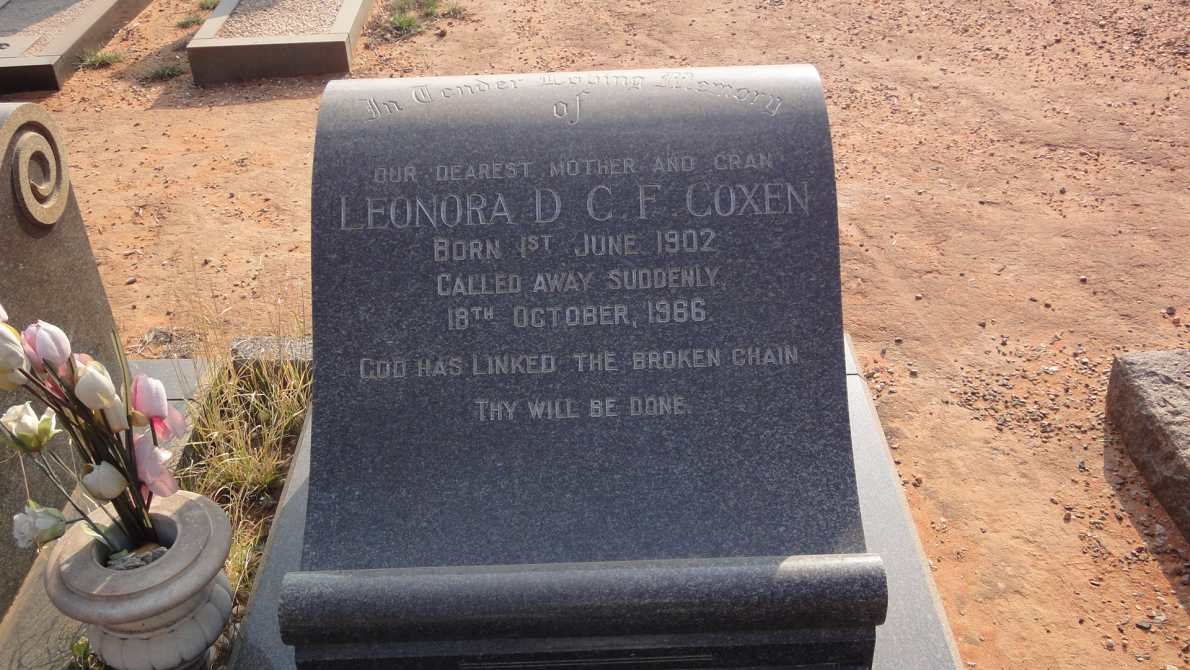 In Tender Loving Memory
of
OUR DEAREST MOTHER AND GRAN
LEONORA D. C. F. COXEN
BORN 1ST JUNE 1902
CALLED AWAY SUDDENLY,
18TH OCTOBER, 1966.
GOD HAS LINKED THE BROKEN CHAIN
THY WILL BE DONE.